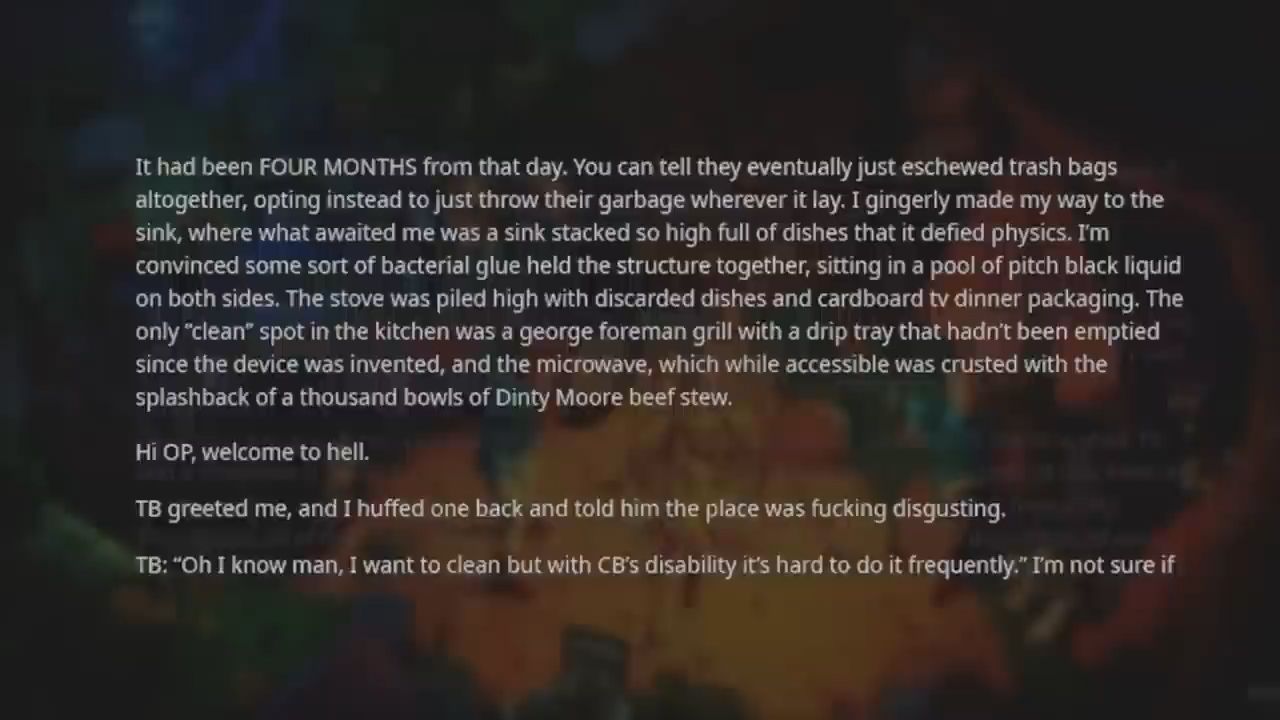 It had been FOUR MONTHS from that day. You can tell they eventually just eschewed trash bags
altogether, opting instead to just throw their garbage wherever it lay. I gingerly made my way to the
sink, where what awaited me was a sink stacked so high full of dishes that it defied physics. I'm
convinced some sort of bacterial glue held the structure together, sitting in a pool of pitch black liquid
on both sides. The stove was piled high with discarded dishes and cardboard tv dinner packaging. The
only “clean” spot in the kitchen was a george foreman grill with a drip tray that hadn't been emptied
since the device was invented, and the microwave, which while accessible was crusted with the
splashback of a thousand bowls of Dinty Moore beef stew.
Hi OP, welcome to hell.
TB greeted me, and I huffed one back and told him the place was fucking disgusting.
TB: “Oh I know man, I want to clean but with CB's disability it's hard to do it frequently.” I'm not sure if